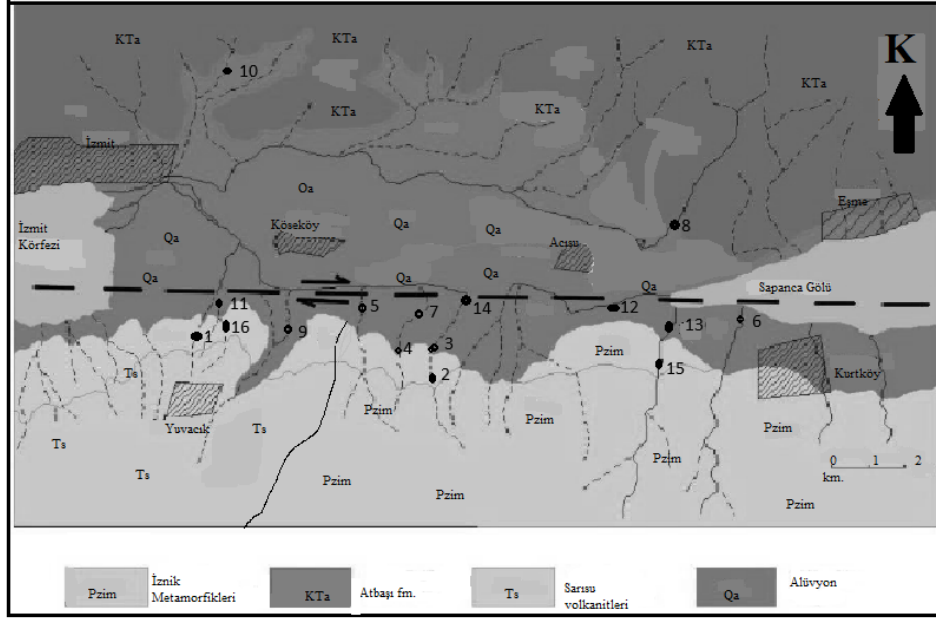 KTa
KTa
KTa
KTa
K
10
KTa
KTa
İzmit
Oa
Eşme
İzmit
Körfezi
Qa
Köseköy
Qa
Qa
Acısu
8
Qa
Qa
Qa
Qa
Sapanca Gölü
11
5
7
14
12
13
6
1
16
9
4
3
2
15
Pzim
Ts
Kurtköy
Yuvacık
Ts
Pzim
Pzim
Ts
Ts
Pzim
Pzim
Pzim
Pzim
0 1 2
km.
Pzim
İznik
Metamorfikleri
KTa
Atbaşı fm.
Ts
Sarısu
volkanitleri
Qa
Alüvyon